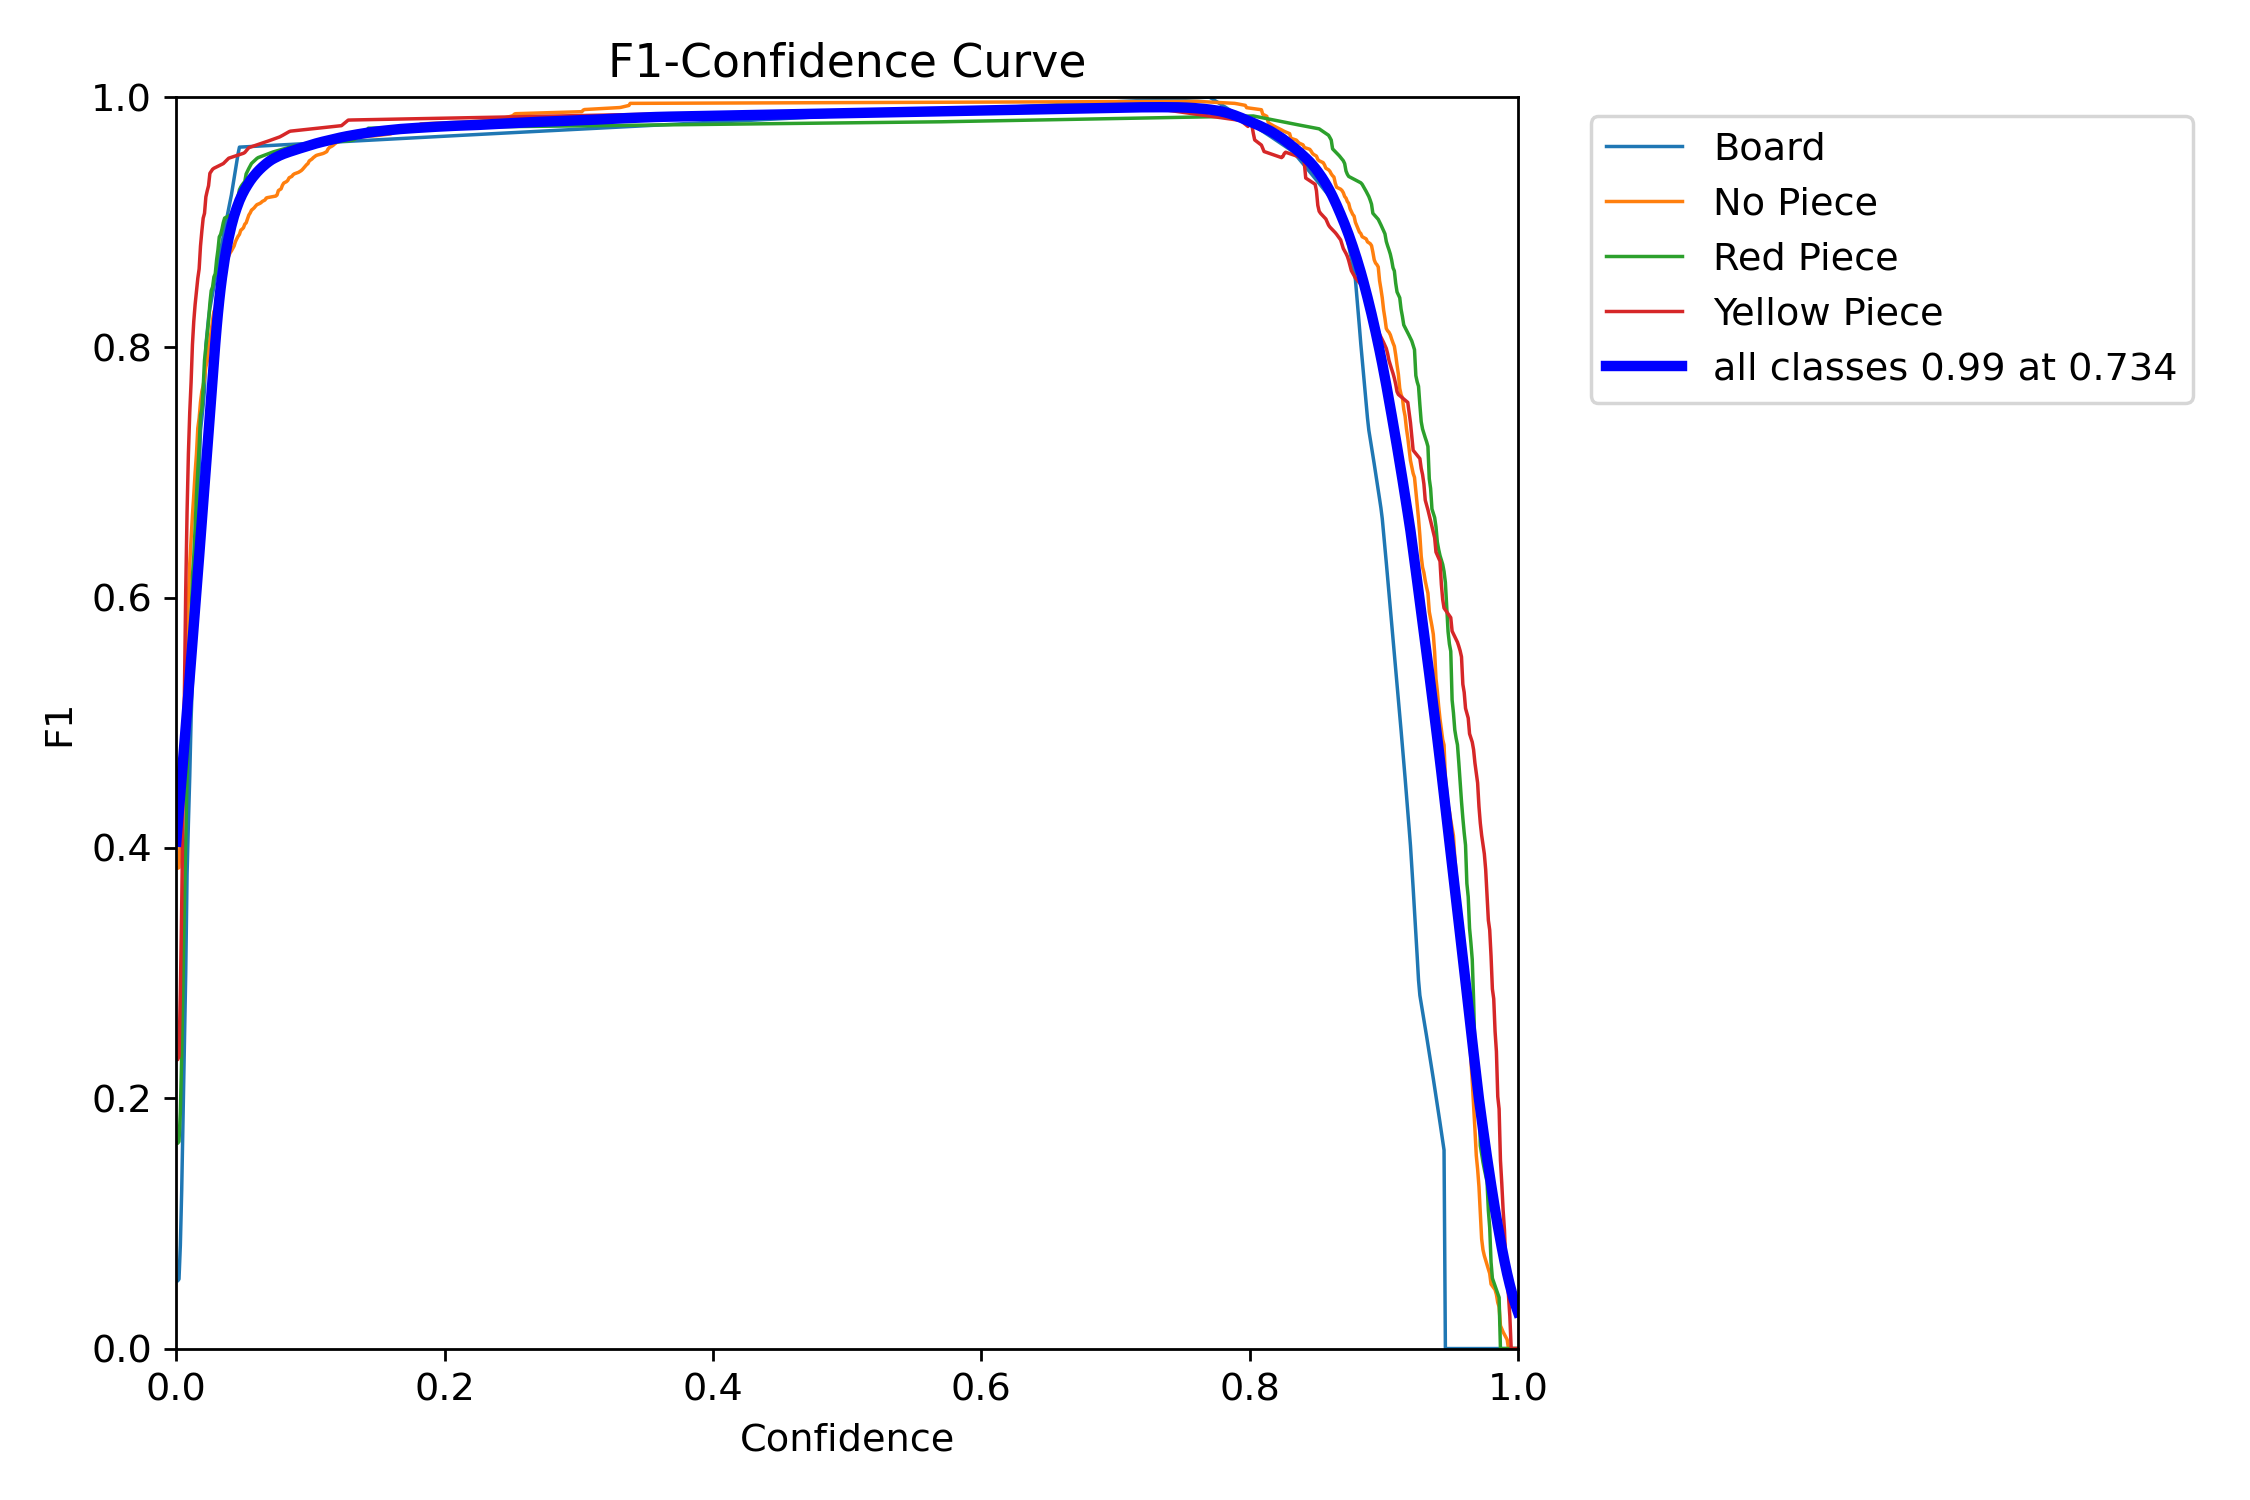 F1-Confidence Curve
1.0
0.8
0.6
0.4
0.2
0.0
F1
0.0 0.2 0.4 0.6 0.8 1.0
Confidence
Board
No Piece
Red Piece
Yellow Piece
all classes 0.99 at 0.734